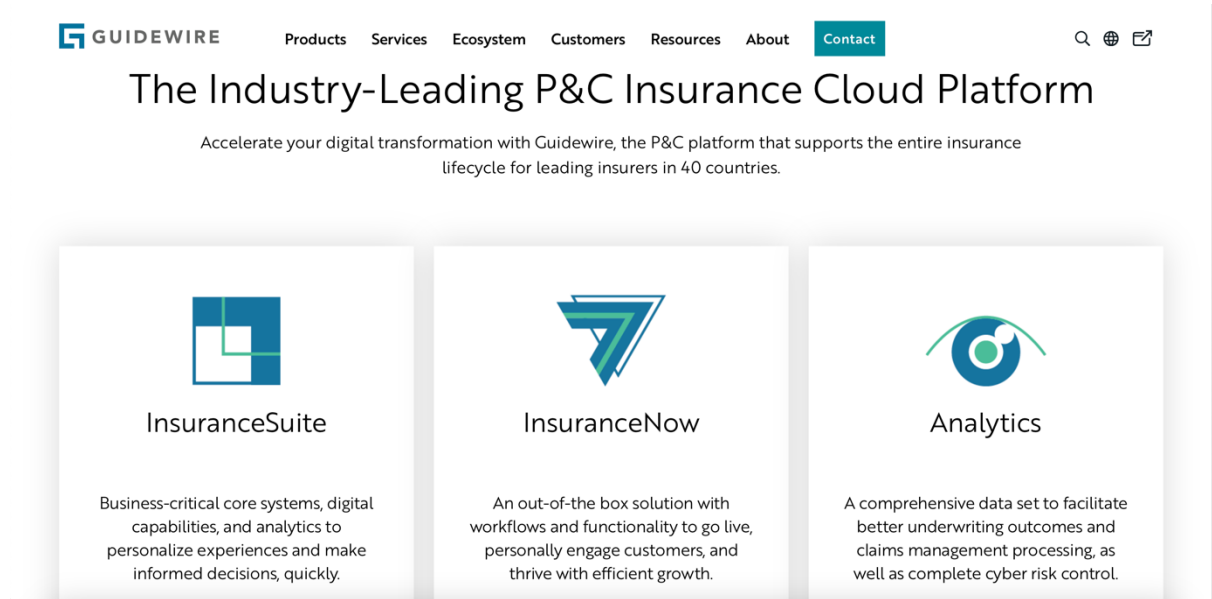 GUIDEWIRE
Products Services Ecosystem Customers Resources About Contact
The Industry-Leading P&C Insurance Cloud Platform
Accelerate your digital transformation with Guidewire, the P&C platform that supports the entire insurance
lifecycle for leading insurers in 40 countries.
InsuranceSuite
Business-critical core systems, digital
capabilities, and analytics to
personalize experiences and make
informed decisions, quickly.
InsuranceNow
An out-of-the box solution with
workflows and functionality to go live,
personally engage customers, and
thrive with efficient growth.
Analytics
A comprehensive data set to facilitate
better underwriting outcomes and
claims management processing, as
well as complete cyber risk control.